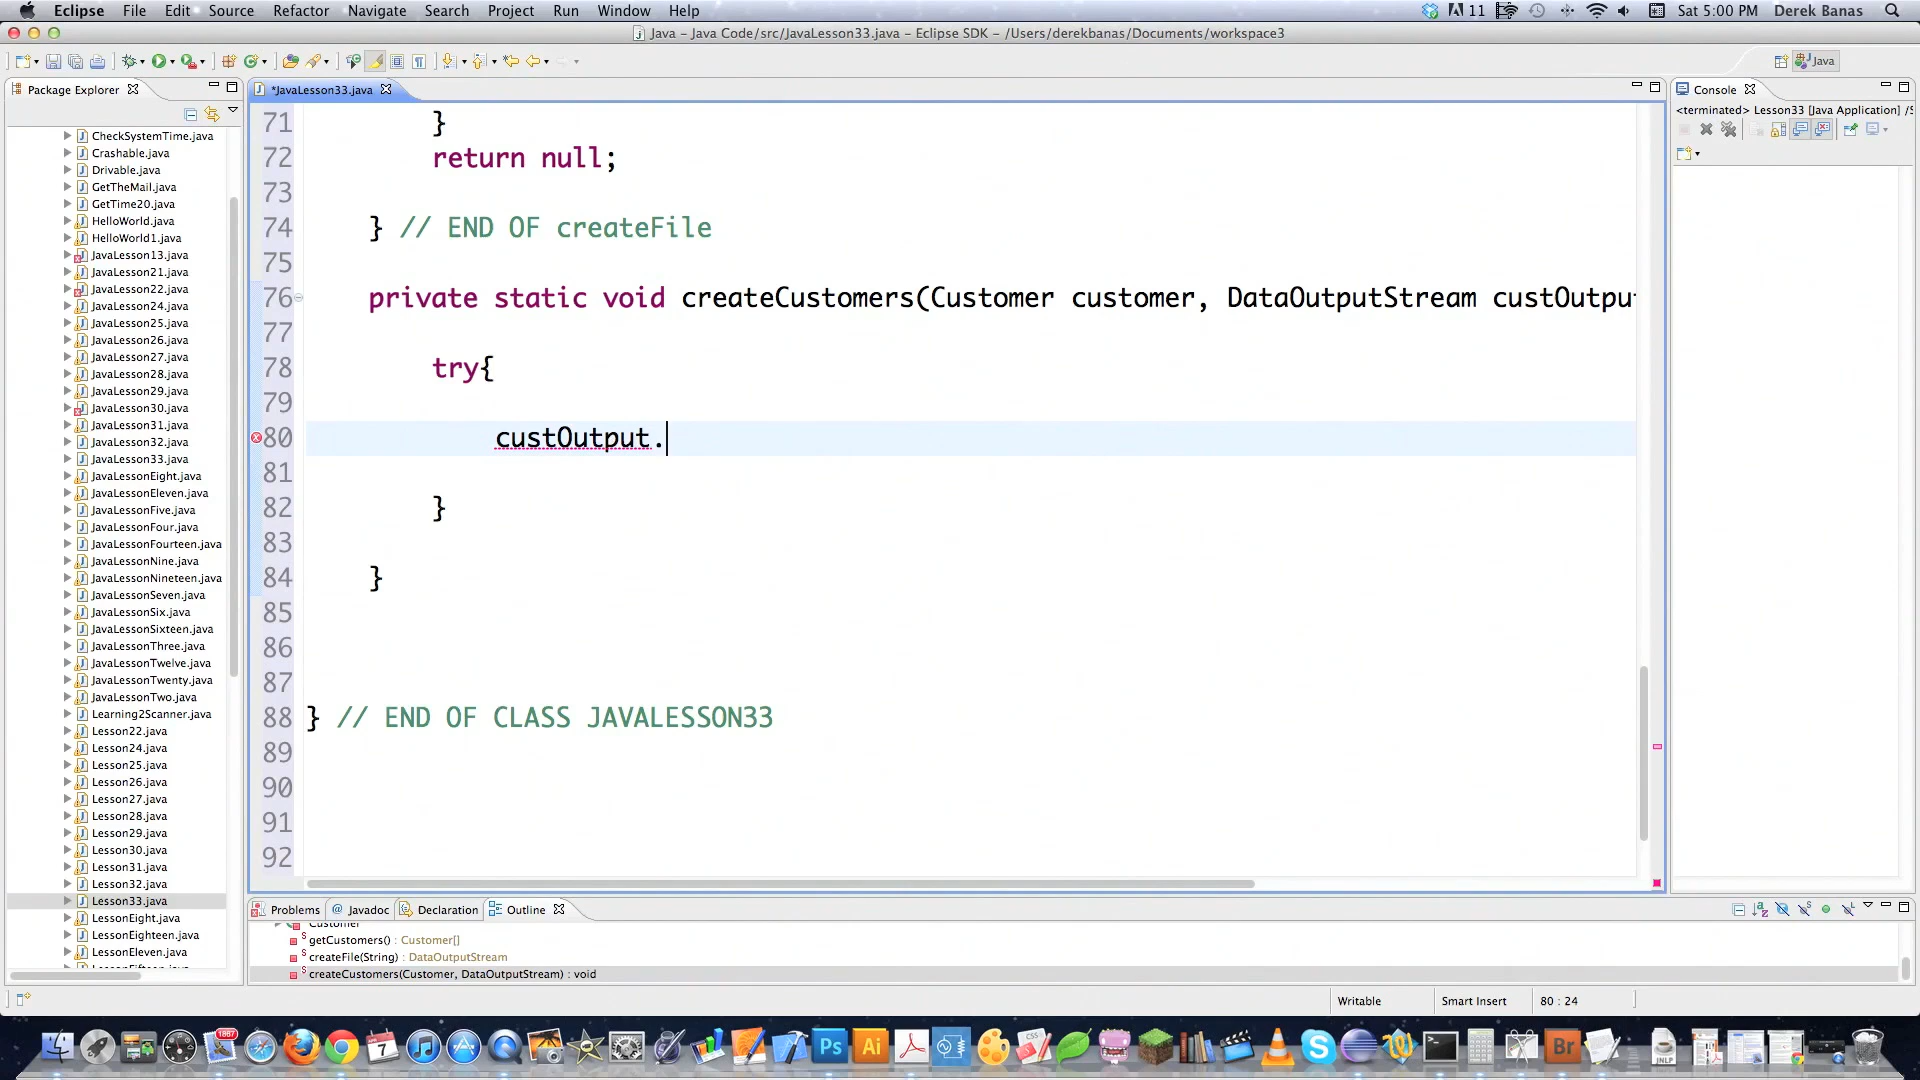 Eclipse File Edit Source Refactor Navigate Search Project Run Window Help 11 Sat 5:00 PM Derek Banas
Java – Java Code/src/JavaLesson33.java – Eclipse SDK – /Users/derekbanas/Documents/workspace3
Java
Package Explorer
CheckSystemTime.java
Crashable.java
Drivable.java
GetTheMail.java
GetTime20.java
HelloWorld.java
HelloWorld1.java
JavaLesson13.java
JavaLesson21.java
JavaLesson22.java
JavaLesson24.java
JavaLesson25.java
JavaLesson26.java
JavaLesson27.java
JavaLesson28.java
JavaLesson29.java
JavaLesson30.java
JavaLesson31.java
JavaLesson32.java
JavaLesson33.java
JavaLessonEight.java
JavaLessonEleven.java
JavaLessonFive.java
JavaLessonFour.java
JavaLessonFourteen.java
JavaLessonNine.java
JavaLessonNineteen.java
JavaLessonSeven.java
JavaLessonSix.java
JavaLessonSixteen.java
JavaLessonThree.java
JavaLessonTwelve.java
JavaLessonTwenty.java
JavaLessonTwo.java
Learning2Scanner.java
Lesson22.java
Lesson24.java
Lesson25.java
Lesson26.java
Lesson27.java
Lesson28.java
Lesson29.java
Lesson30.java
Lesson31.java
Lesson32.java
Lesson33.java
LessonEight.java
LessonEighteen.java
LessonEleven.java
LessonFifteen.java
*JavaLesson33.java
71 }
72 return null;
73
74 } // END OF createFile
75
76 private static void createCustomers(Customer customer, DataOutputStream custOutpu
77
78 try{
79
80 custOutput.
81
82 }
83
84 }
85
86
87
88 } // END OF CLASS JAVALESSON33
89
90
91
92
Console
<terminated> Lesson33 [Java Application] /S
Problems @ Javadoc Declaration Outline
Customer
getCustomers() : Customer[]
createFile(String) : DataOutputStream
createCustomers(Customer, DataOutputStream) : void
Writable Smart Insert 80 : 24
1867
7
Ps
Ai
Br
JNLP